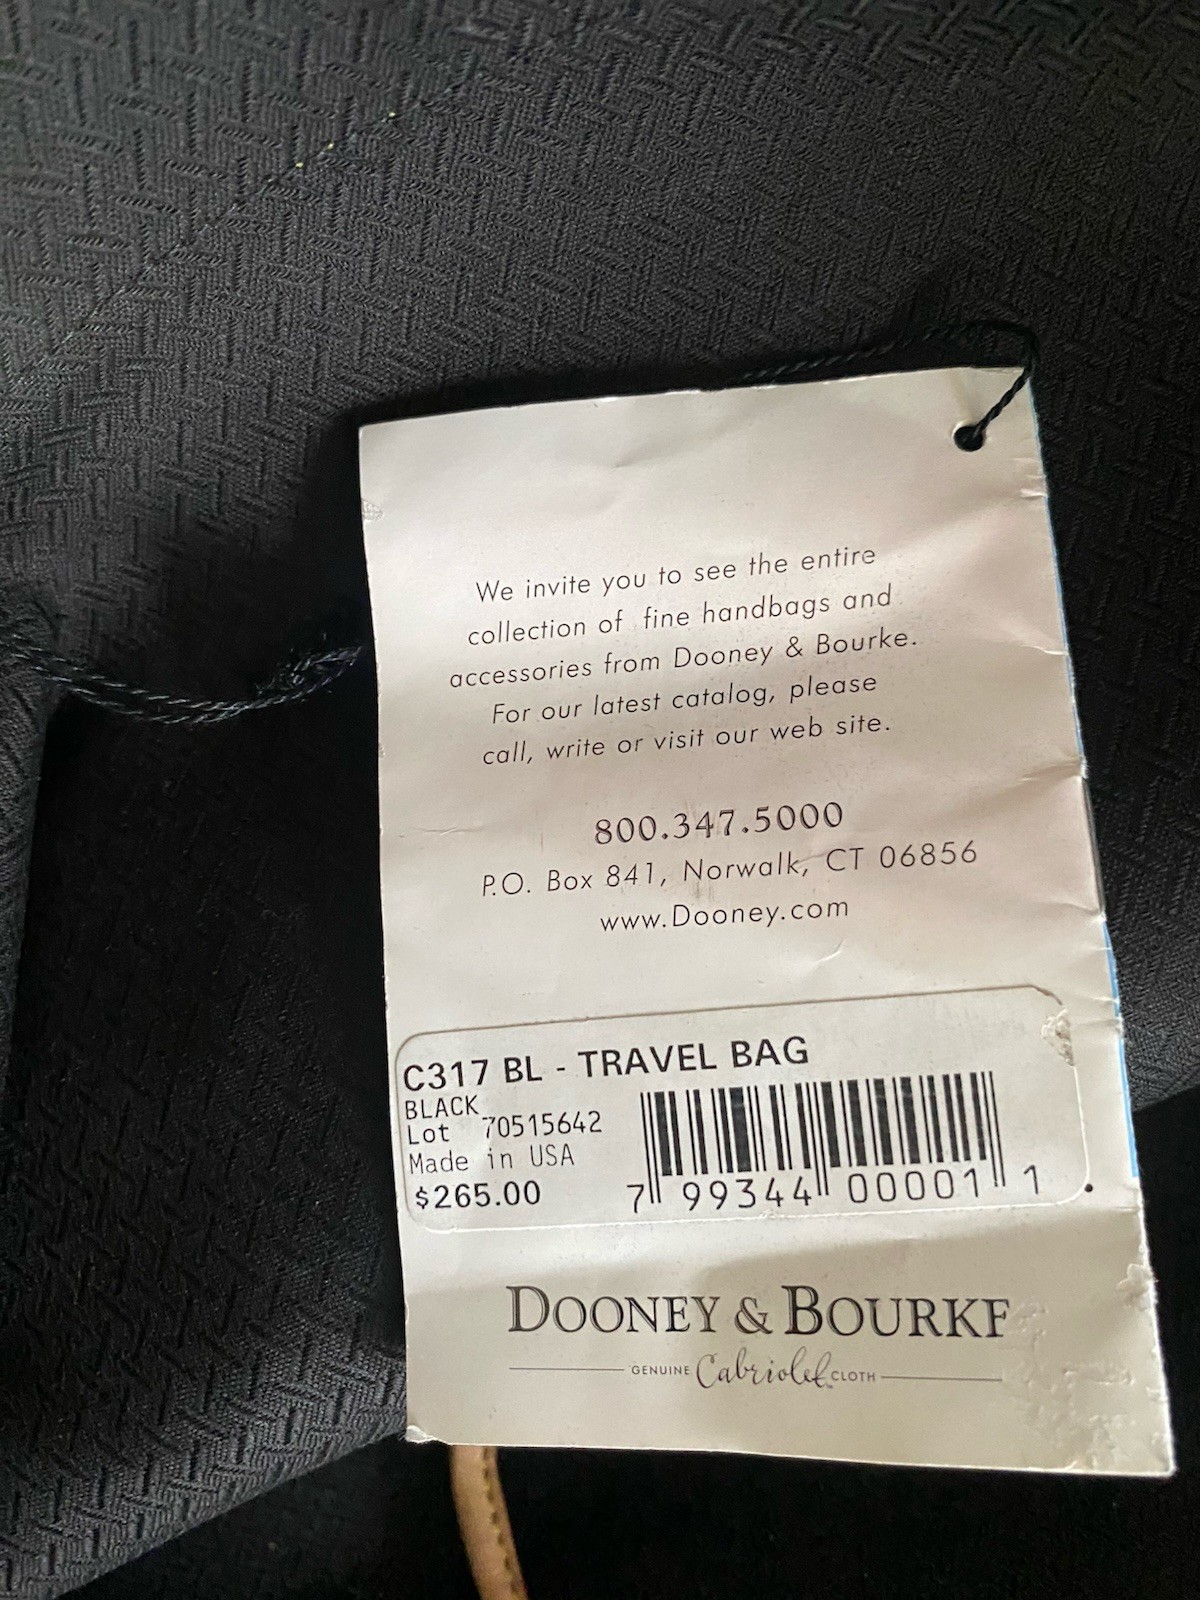 We invite you to see the entire
collection of fine handbags and
accessories from Dooney & Bourke.
For our latest catalog, please
call, write or visit our web site.
800.347.5000
P.O. Box 841, Norwalk, CT 06856
www.Dooney.com
C317 BL - TRAVEL BAG
BLACK
Lot 70515642
Made in USA
$265.00
7 99344 00001 1
DOONEY & BOURKE
GENUINE Cabriolet CLOTH